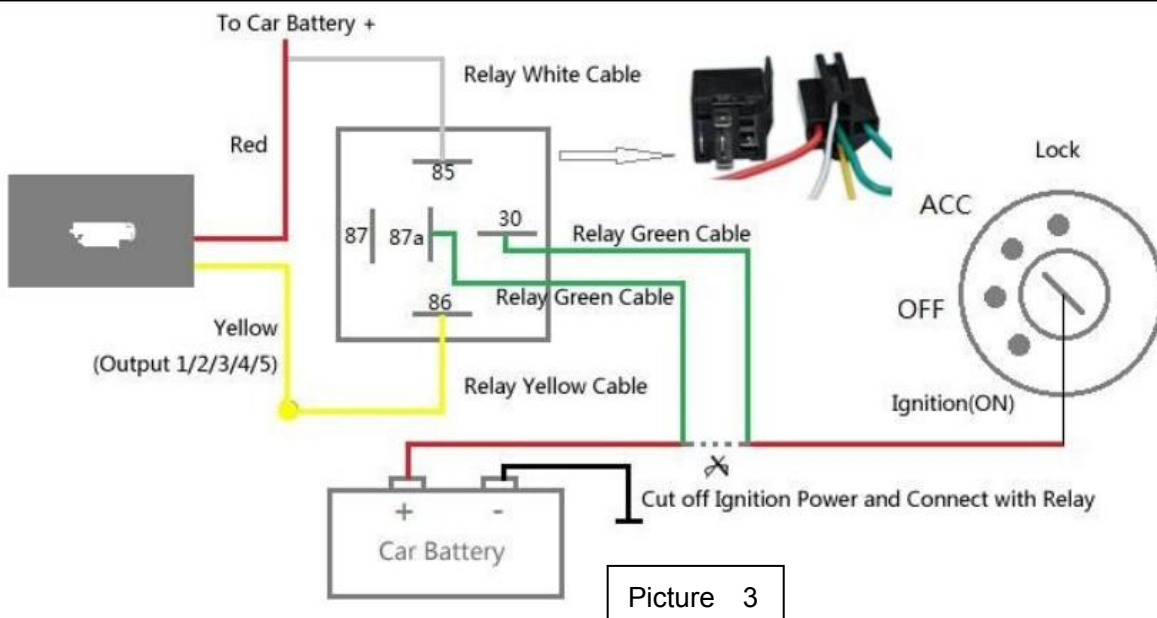 To Car Battery +
Relay White Cable
Red
85
Lock
ACC
30
87
87a
Relay Green Cable
OFF
Relay Green Cable
86
Yellow
(Output 1/2/3/4/5)
Relay Yellow Cable
Ignition(ON)
Cut off Ignition Power and Connect with Relay
+ -
Car Battery
Picture 3